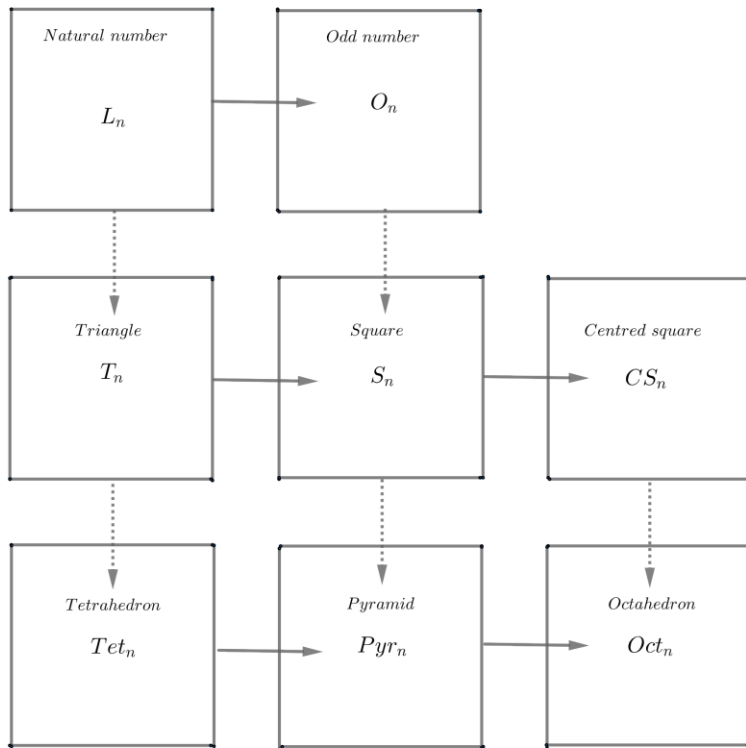 Natural number
Odd number
L_n
O_n
Triangle
Square
Centred square
T_n
S_n
CS_n
Tetrahedron
Pyramid
Octahedron
Tet_n
Pyr_n
Oct_n